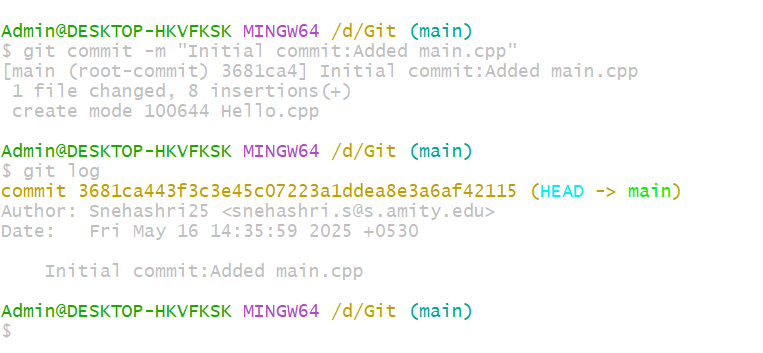 Admin@DESKTOP-HKVFKSK MINGW64 /d/Git (main)
$ git commit -m "Initial commit:Added main.cpp"
[main (root-commit) 3681ca4] Initial commit:Added main.cpp
 1 file changed, 8 insertions(+)
 create mode 100644 Hello.cpp
Admin@DESKTOP-HKVFKSK MINGW64 /d/Git (main)
$ git log
commit 3681ca443f3c3e45c07223a1ddea8e3a6af42115 (HEAD -> main)
Author: Snehashri25 <snehashri.s@s.amity.edu>
Date:   Fri May 16 14:35:59 2025 +0530
    Initial commit:Added main.cpp
Admin@DESKTOP-HKVFKSK MINGW64 /d/Git (main)
$